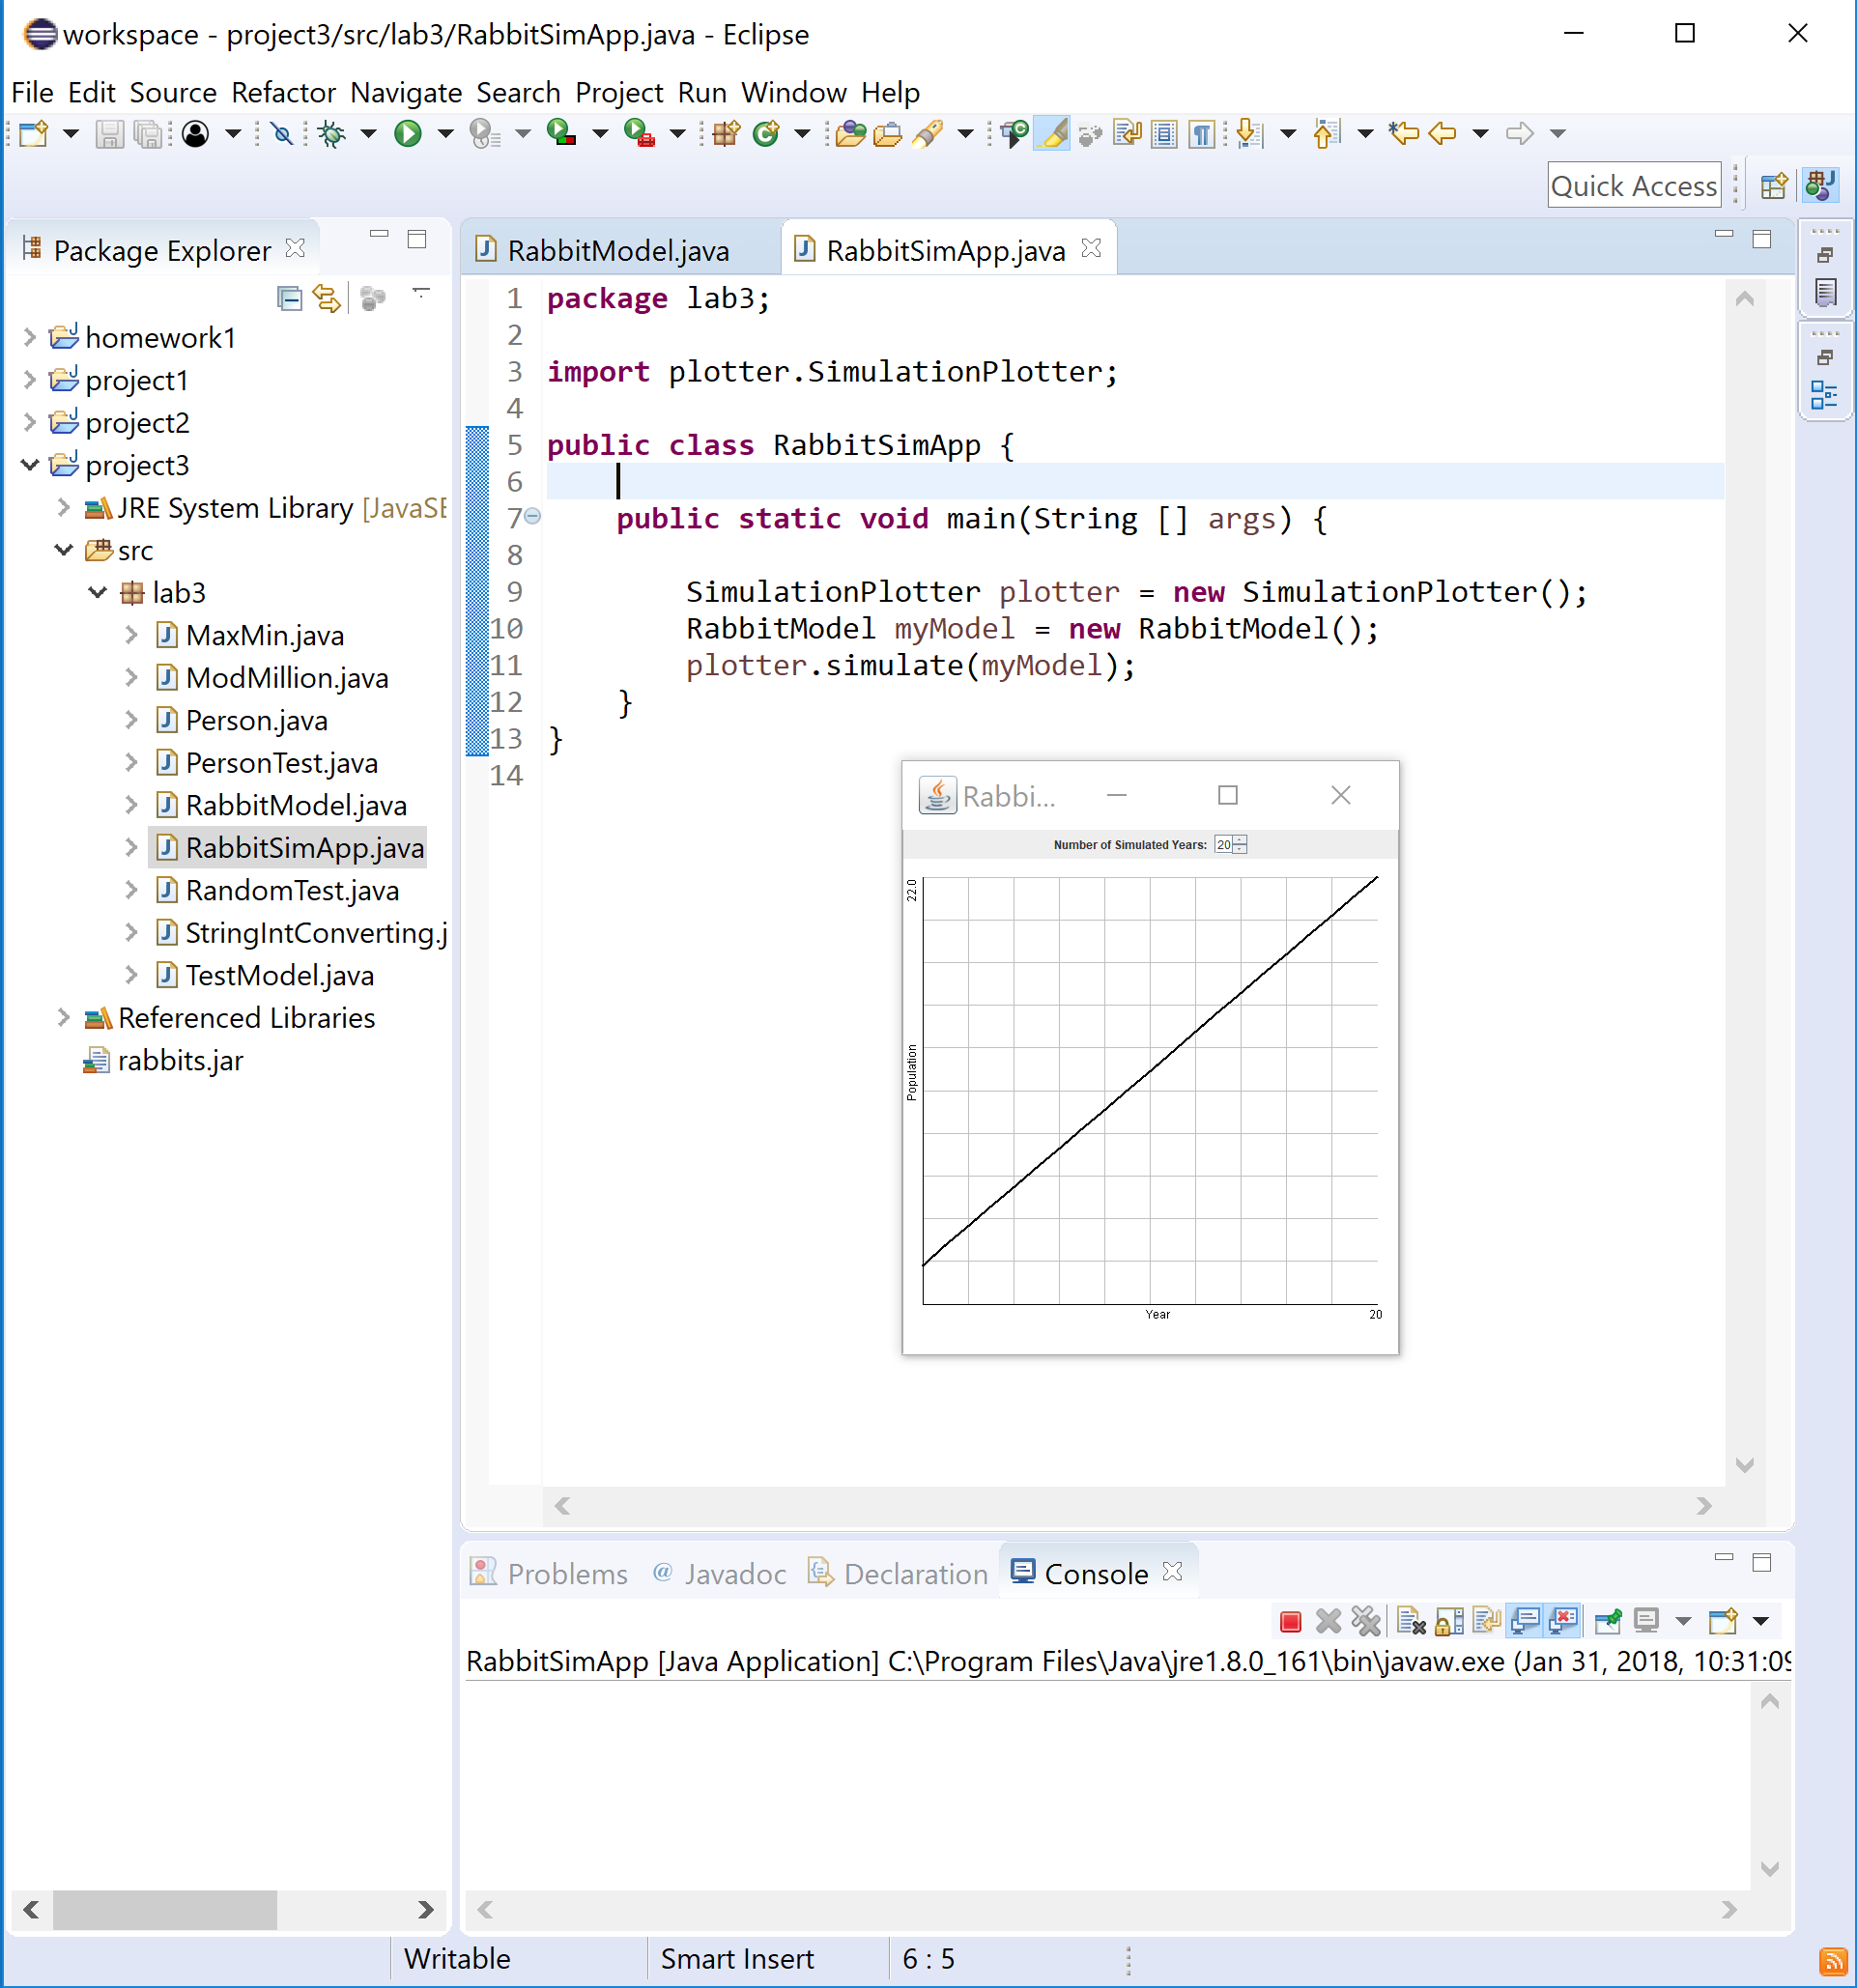 workspace - project3/src/lab3/RabbitSimApp.java - Eclipse
File Edit Source Refactor Navigate Search Project Run Window Help
Quick Access
Package Explorer
homework1
project1
project2
project3
JRE System Library [JavaSE
src
lab3
MaxMin.java
ModMillion.java
Person.java
PersonTest.java
RabbitModel.java
RabbitSimApp.java
RandomTest.java
StringIntConverting.j
TestModel.java
Referenced Libraries
rabbits.jar
RabbitModel.java
RabbitSimApp.java
1 package lab3;
2
3 import plotter.SimulationPlotter;
4
5 public class RabbitSimApp {
6
7 public static void main(String [] args) {
8
9 SimulationPlotter plotter = new SimulationPlotter();
10 RabbitModel myModel = new RabbitModel();
11 plotter.simulate(myModel);
12 }
13 }
14
Rabbi...
Number of Simulated Years: 20
22.0
Population
Year
20
Problems @ Javadoc Declaration Console
RabbitSimApp [Java Application] C:\Program Files\Java\jre1.8.0_161\bin\javaw.exe (Jan 31, 2018, 10:31:09
Writable Smart Insert 6 : 5